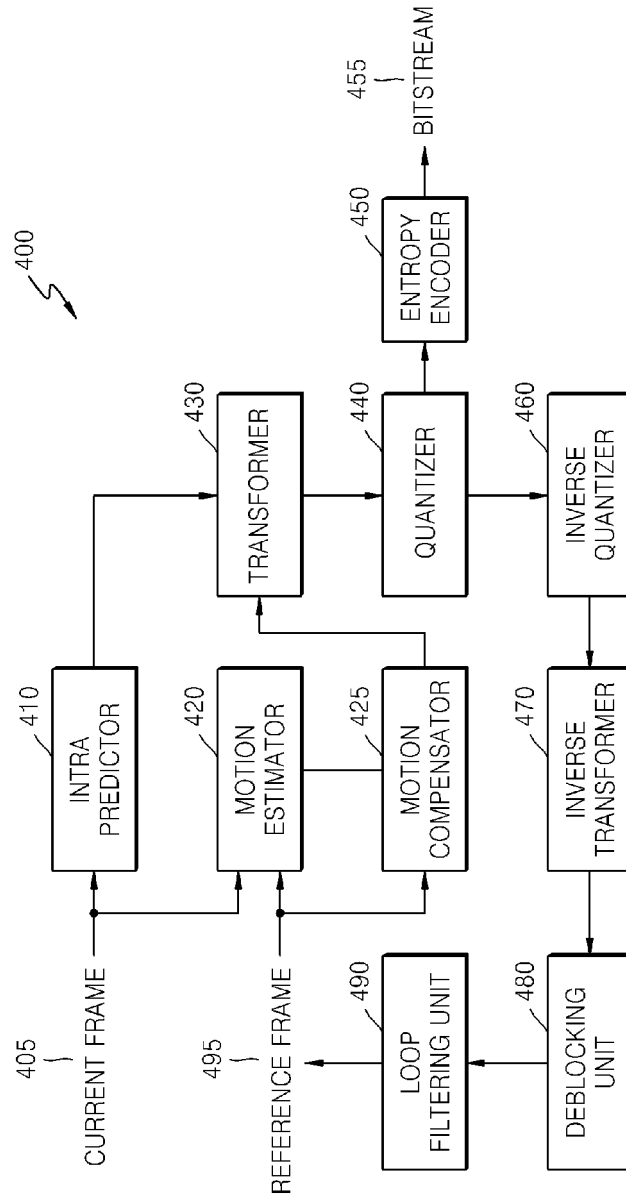 400
405
CURRENT FRAME
410
INTRA
PREDICTOR
430
TRANSFORMER
495
REFERENCE FRAME
420
MOTION
ESTIMATOR
440
QUANTIZER
450
ENTROPY
ENCODER
455
BITSTREAM
490
LOOP
FILTERING UNIT
425
MOTION
COMPENSATOR
480
DEBLOCKING
UNIT
470
INVERSE
TRANSFORMER
460
INVERSE
QUANTIZER